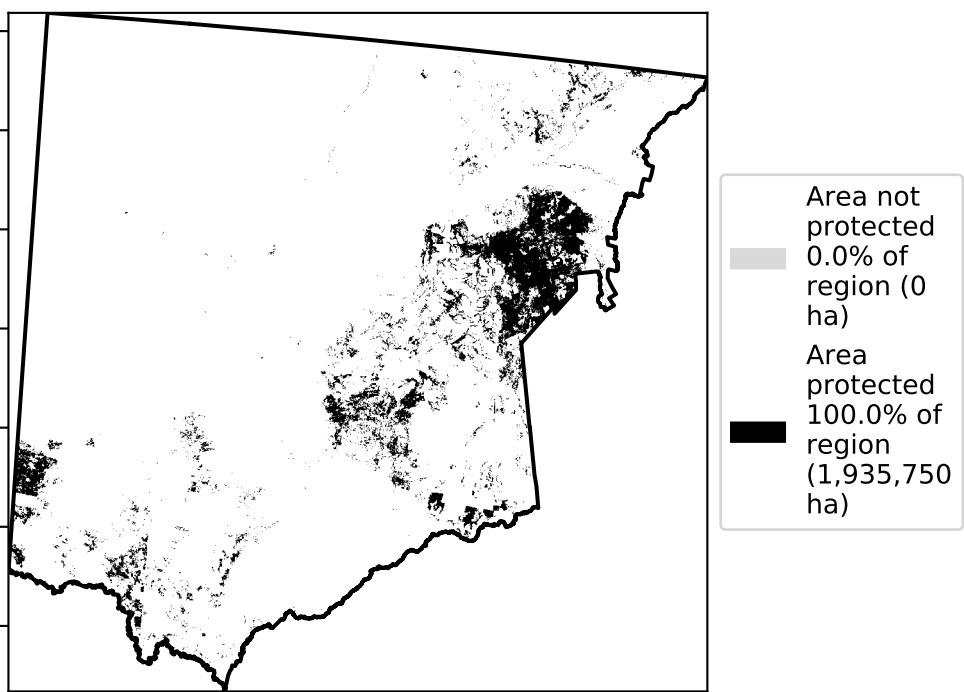 Area not
protected
0.0% of
region (0
ha)
Area
protected
100.0% of
region
(1,935,750
ha)